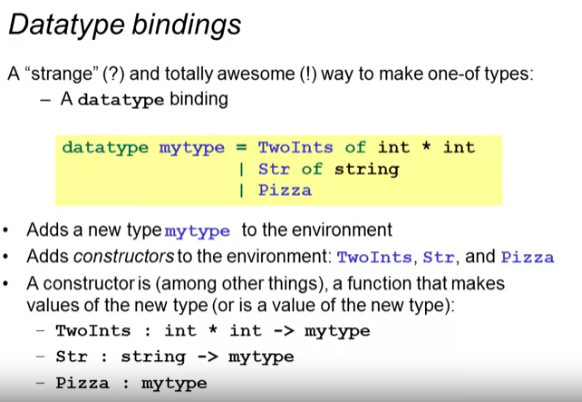 Datatype bindings
A “strange” (?) and totally awesome (!) way to make one-of types:
– A datatype binding
datatype mytype = TwoInts of int * int
| Str of string
| Pizza
• Adds a new type mytype to the environment
• Adds constructors to the environment: TwoInts, Str, and Pizza
• A constructor is (among other things), a function that makes
values of the new type (or is a value of the new type):
– TwoInts : int * int -> mytype
– Str : string -> mytype
– Pizza : mytype